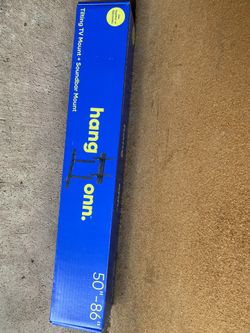 Tilting TV Mount + Soundbar Mount
hang
onn.
50"-86"